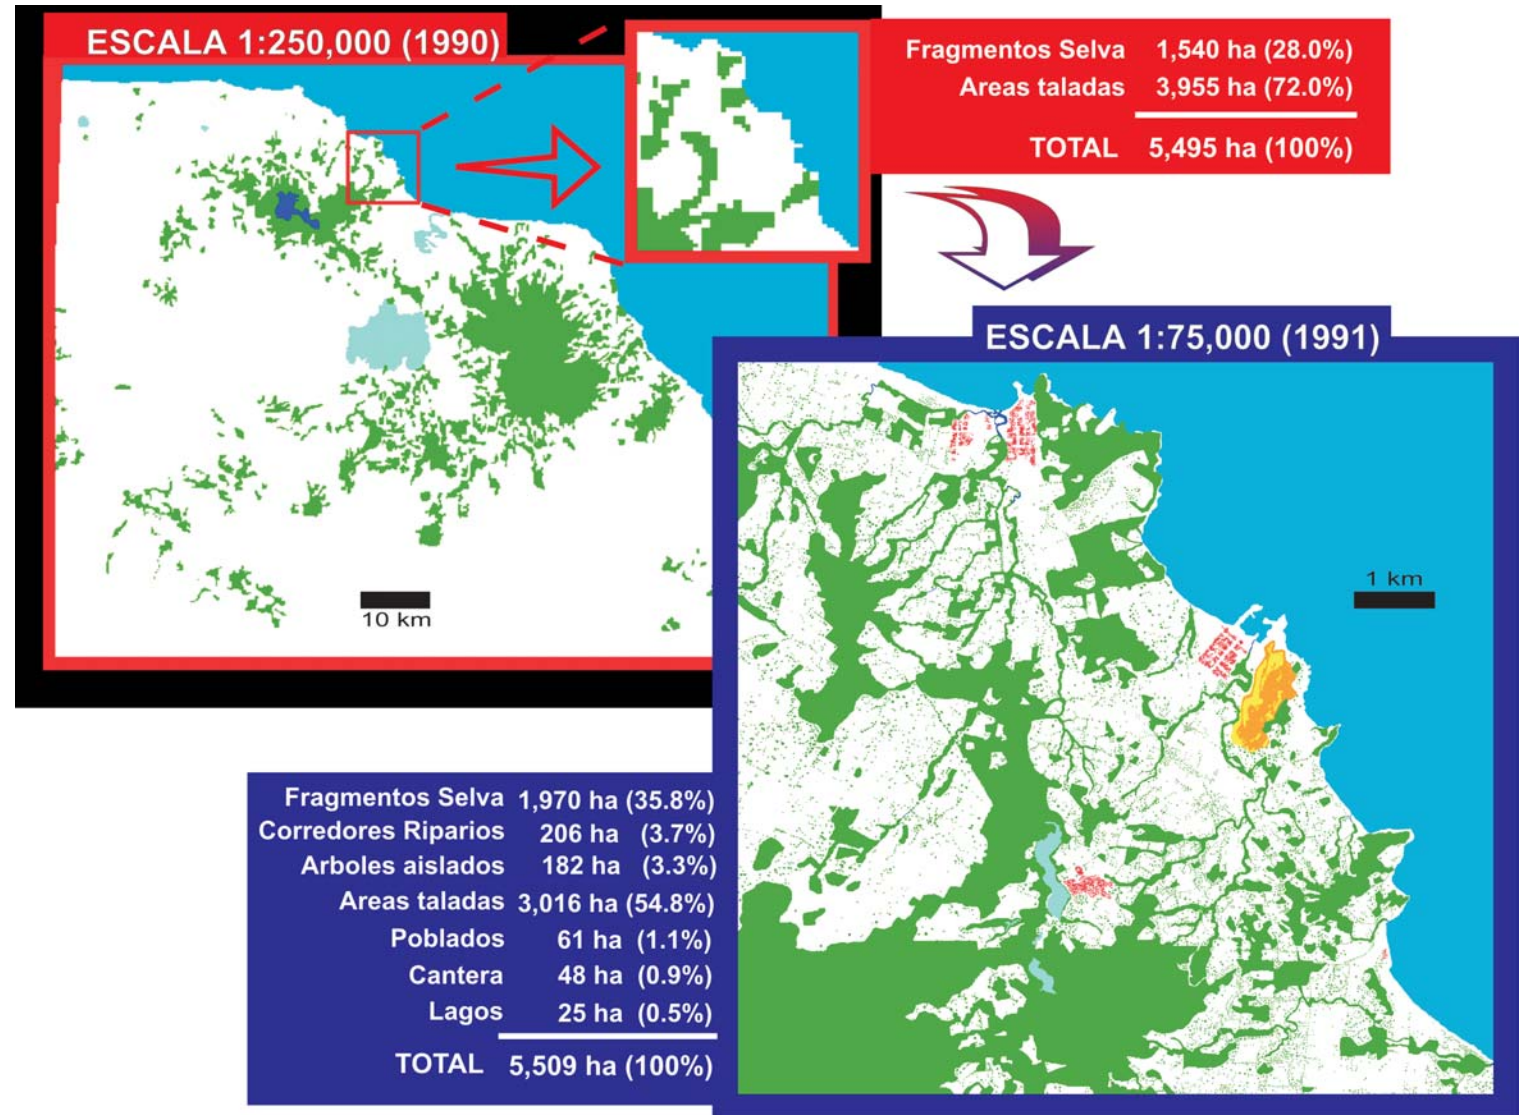 ESCALA 1:250,000 (1990)
Fragmentos Selva 1,540 ha (28.0%)
Areas taladas 3,955 ha (72.0%)
TOTAL 5,495 ha (100%)
10 km
ESCALA 1:75,000 (1991)
1 km
Fragmentos Selva 1,970 ha (35.8%)
Corredores Riparios 206 ha (3.7%)
Arboles aislados 182 ha (3.3%)
Areas taladas 3,016 ha (54.8%)
Poblados 61 ha (1.1%)
Cantera 48 ha (0.9%)
Lagos 25 ha (0.5%)
TOTAL 5,509 ha (100%)